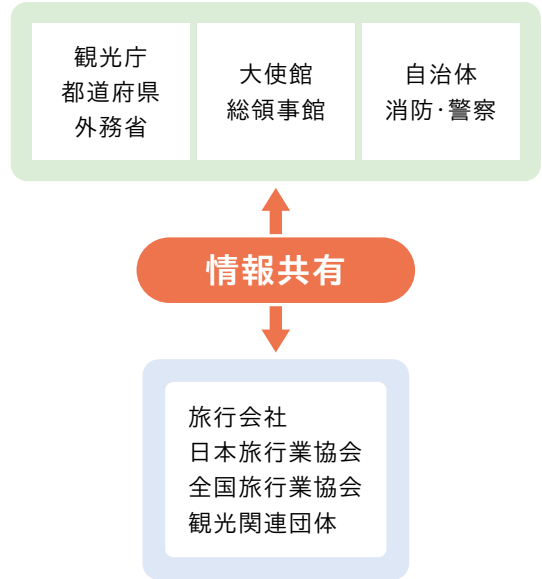 観光庁
都道府県
外務省
大使館
総領事館
自治体
消防・警察
情報共有
旅行会社
日本旅行業協会
全国旅行業協会
観光関連団体